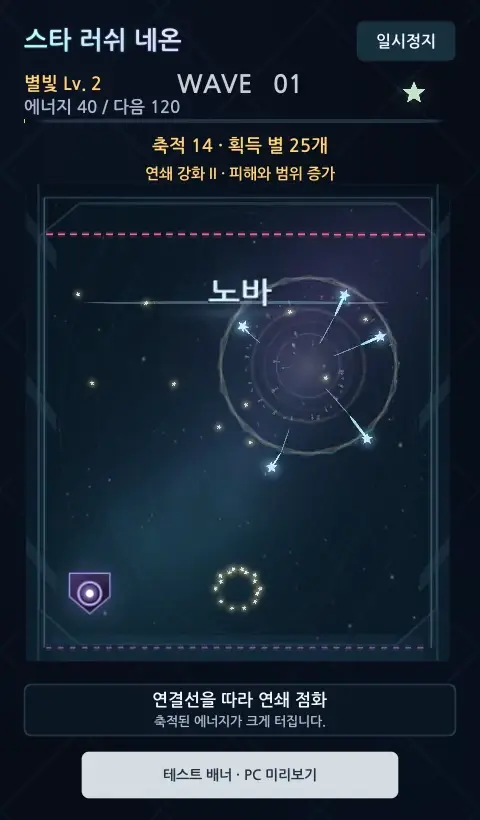 스타 러쉬 네온
일시정지
별빛 Lv. 2
WAVE 01
에너지 40 / 다음 120
축적 14 · 획득 별 25개
연쇄 강화 II · 피해와 범위 증가
노바
연결선을 따라 연쇄 점화
축적된 에너지가 크게 터집니다.
테스트 배너 · PC 미리보기